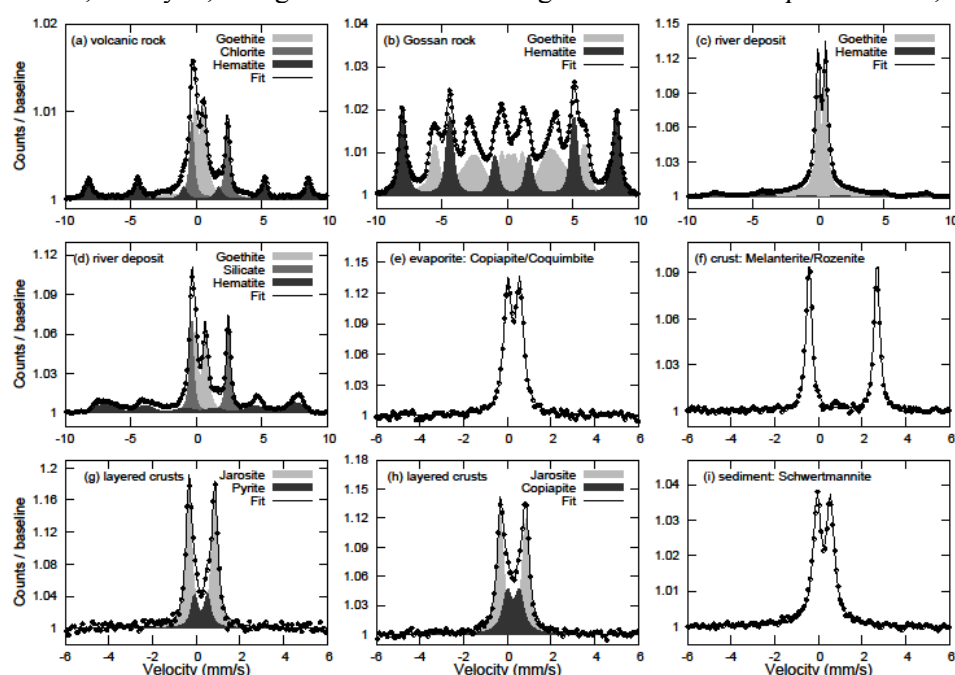 (a) volcanic rock
Goethite
Chlorite
Hematite
Fit
1.02
1.01
1
-10 -5 0 5 10
Counts / baseline
(b) Gossan rock
Goethite
Hematite
Fit
1.04
1.03
1.02
1.01
1
-10 -5 0 5 10
(c) river deposit
Goethite
Hematite
Fit
1.15
1.12
1.09
1.06
1.03
1
-10 -5 0 5 10
(d) river deposit
Goethite
Silicate
Hematite
Fit
1.12
1.09
1.06
1.03
1
-10 -5 0 5 10
Counts / baseline
(e) evaporite: Copiapite/Coquimbite
1.15
1.12
1.09
1.06
1.03
1
-6 -4 -2 0 2 4 6
(f) crust: Melanterite/Rozenite
1.09
1.06
1.03
1
-6 -4 -2 0 2 4 6
(g) layered crusts
Jarosite
Pyrite
Fit
1.2
1.16
1.12
1.08
1.04
1
-6 -4 -2 0 2 4 6
Counts / baseline
Velocity (mm/s)
(h) layered crusts
Jarosite
Copiapite
Fit
1.18
1.15
1.12
1.09
1.06
1.03
1
-6 -4 -2 0 2 4 6
Velocity (mm/s)
(i) sediment: Schwertmannite
1.04
1.03
1.02
1.01
1
-6 -4 -2 0 2 4 6
Velocity (mm/s)